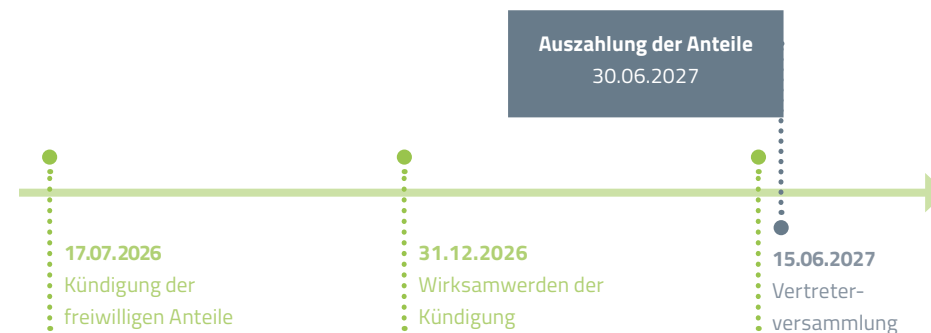 Auszahlung der Anteile
30.06.2027
17.07.2026
Kündigung der
freiwilligen Anteile
31.12.2026
Wirksamwerden der
Kündigung
15.06.2027
Vertreter-
versammlung